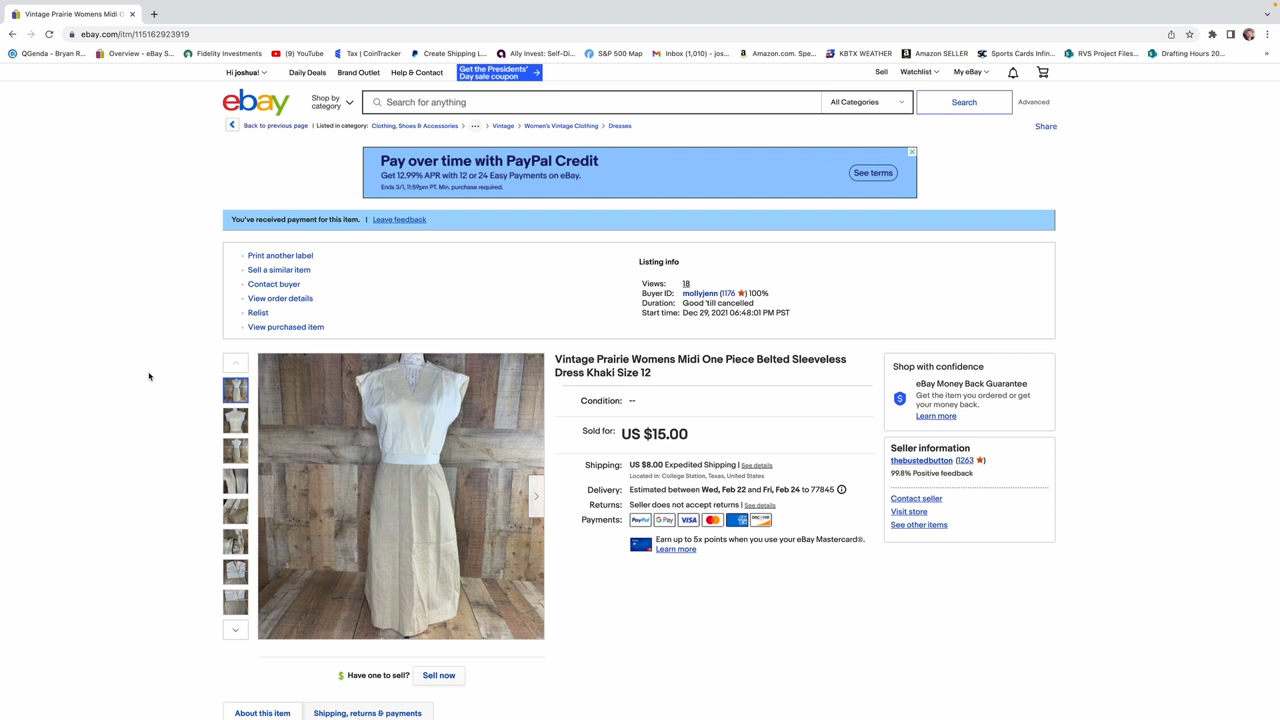 Vintage Prairie Womens Midi O
ebay.com/itm/115162923919
QGenda - Bryan R...
Overview - eBay S...
Fidelity Investments
(9) YouTube
Tax | CoinTracker
Create Shipping L...
Ally Invest: Self-Di...
S&P 500 Map
Inbox (1,010) - jos...
Amazon.com. Spe...
KBTX WEATHER
Amazon SELLER
Sports Cards Infin...
RVS Project Files...
Drafting Hours 20...
Hi joshua!
Daily Deals
Brand Outlet
Help & Contact
Get the Presidents'
Day sale coupon
Sell
Watchlist
My eBay
ebay
Shop by
category
Search for anything
All Categories
Search
Advanced
Back to previous page | Listed in category:
Clothing, Shoes & Accessories > ... > Vintage > Women's Vintage Clothing > Dresses
Share
Pay over time with PayPal Credit
Get 12.99% APR with 12 or 24 Easy Payments on eBay.
Ends 3/1, 11:59pm PT. Min. purchase required.
See terms
You've received payment for this item. | Leave feedback
Print another label
Sell a similar item
Contact buyer
View order details
Relist
View purchased item
Listing info
Views: 18
Buyer ID: mollyjenn (1176 ) 100%
Duration: Good 'till cancelled
Start time: Dec 29, 2021 06:48:01 PM PST
Vintage Prairie Womens Midi One Piece Belted Sleeveless
Dress Khaki Size 12
Condition: --
Sold for: US $15.00
Shipping: US $8.00 Expedited Shipping | See details
Located in: College Station, Texas, United States
Delivery: Estimated between Wed, Feb 22 and Fri, Feb 24 to 77845
Returns: Seller does not accept returns | See details
Payments: PayPal G Pay VISA DISCOVER
Earn up to 5x points when you use your eBay Mastercard®.
Learn more
Shop with confidence
eBay Money Back Guarantee
Get the item you ordered or get
your money back.
Learn more
Seller information
thebustedbutton (1263 )
99.8% Positive feedback
Contact seller
Visit store
See other items
Have one to sell? Sell now
About this item
Shipping, returns & payments